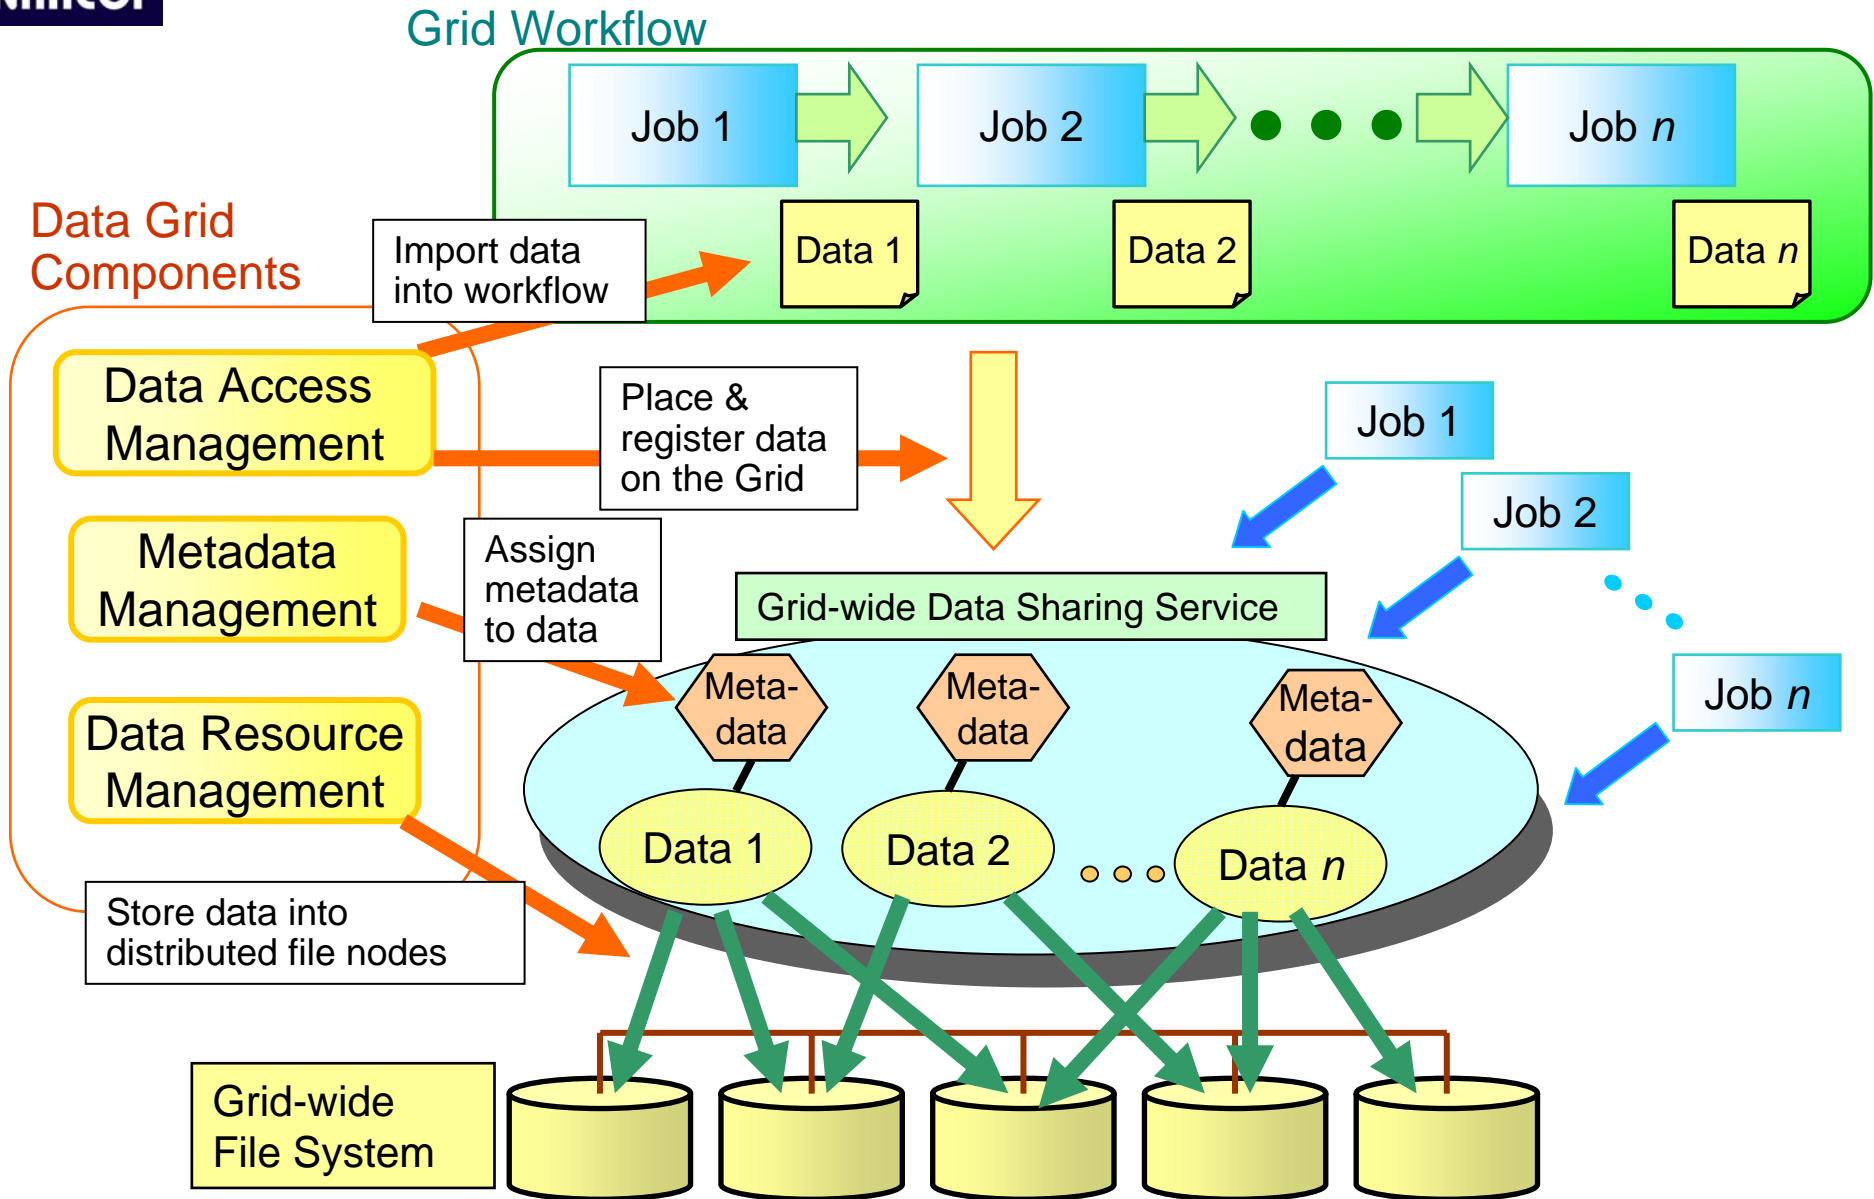 Grid Workflow
Job 1
Job 2
Job n
Data 1
Data 2
Data n
Data Grid
Components
Import data
into workflow
Data Access
Management
Place &
register data
on the Grid
Job 1
Job 2
Job n
Metadata
Management
Assign
metadata
to data
Grid-wide Data Sharing Service
Meta-
data
Meta-
data
Meta-
data
Data Resource
Management
Data 1
Data 2
Data n
Store data into
distributed file nodes
Grid-wide
File System